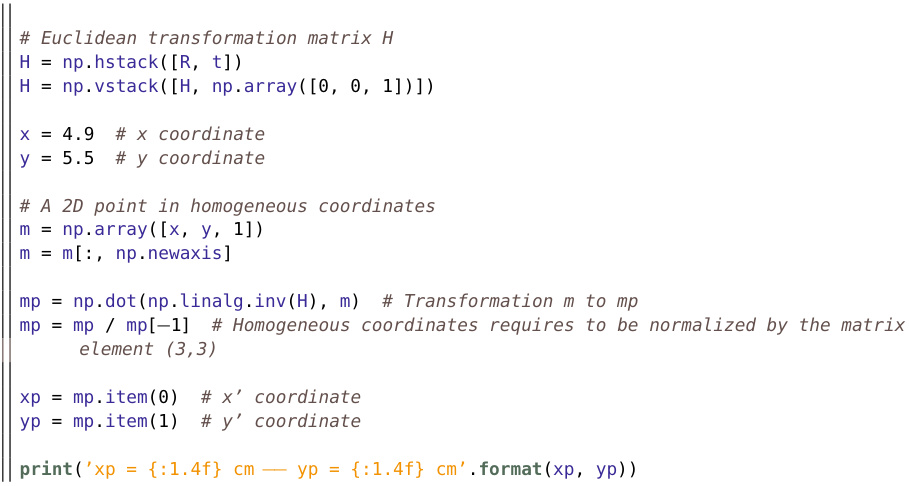 # Euclidean transformation matrix H
H = np.hstack([R, t])
H = np.vstack([H, np.array([0, 0, 1])])
x = 4.9  # x coordinate
y = 5.5  # y coordinate
# A 2D point in homogeneous coordinates
m = np.array([x, y, 1])
m = m[:, np.newaxis]
mp = np.dot(np.linalg.inv(H), m)  # Transformation m to mp
mp = mp / mp[−1]  # Homogeneous coordinates requires to be normalized by the matrix
element (3,3)
xp = mp.item(0)  # x’ coordinate
yp = mp.item(1)  # y’ coordinate
print(’xp = {:1.4f} cm −− yp = {:1.4f} cm’.format(xp, yp))